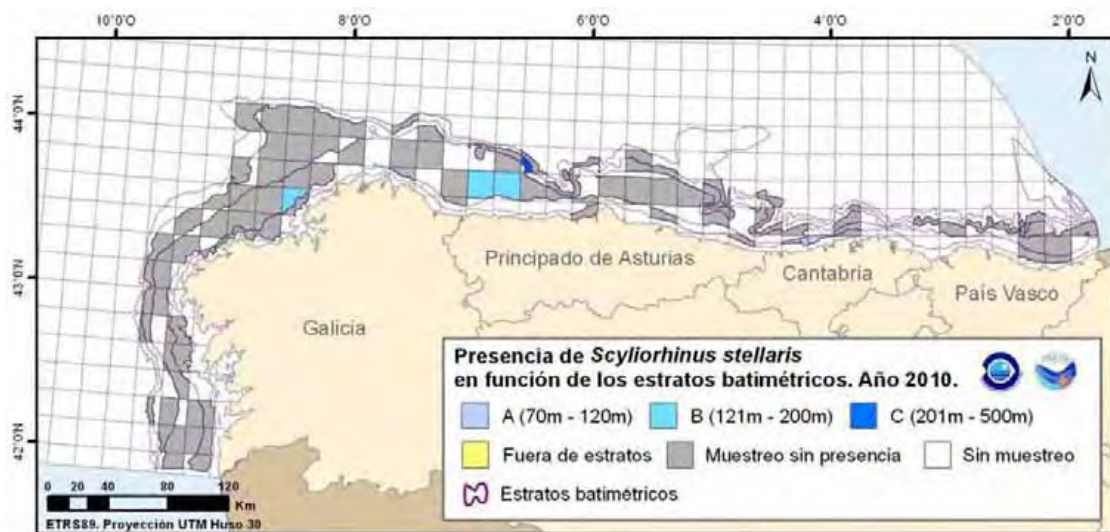 10°0'O 8°0'O 6°0'O 4°0'O 2°0'O
N
44°0'N
43°0'N
42°0'N
Principado de Asturias
Cantabria
País Vasco
Galicia
Presencia de Scyliorhinus stellaris
en función de los estratos batimétricos. Año 2010.
A (70m - 120m) B (121m - 200m) C (201m - 500m)
Fuera de estratos Muestreo sin presencia Sin muestreo
Estratos batimétricos
0 20 40 80 120
Km
ETRS89. Proyección UTM Huso 30